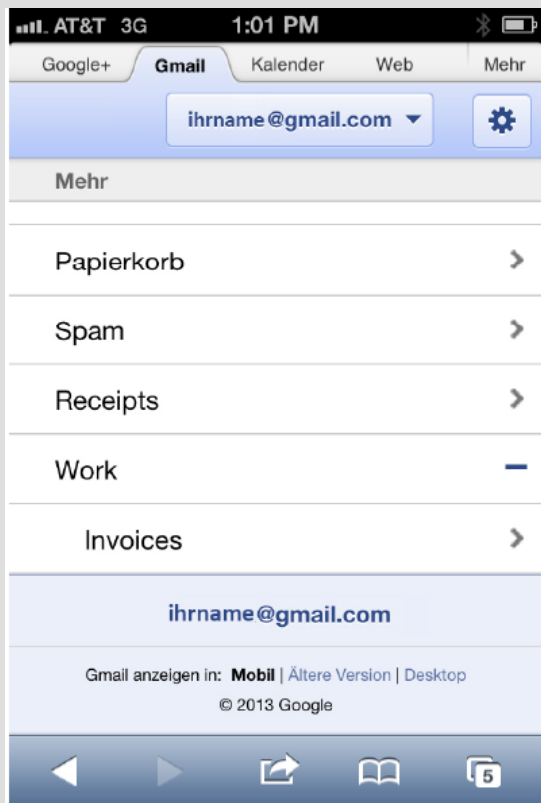 AT&T 3G 1:01 PM
Google+ Gmail Kalender Web Mehr
ihrname@gmail.com
Mehr
Papierkorb
Spam
Receipts
Work
Invoices
ihrname@gmail.com
Gmail anzeigen in: Mobil | Ältere Version | Desktop
© 2013 Google
5